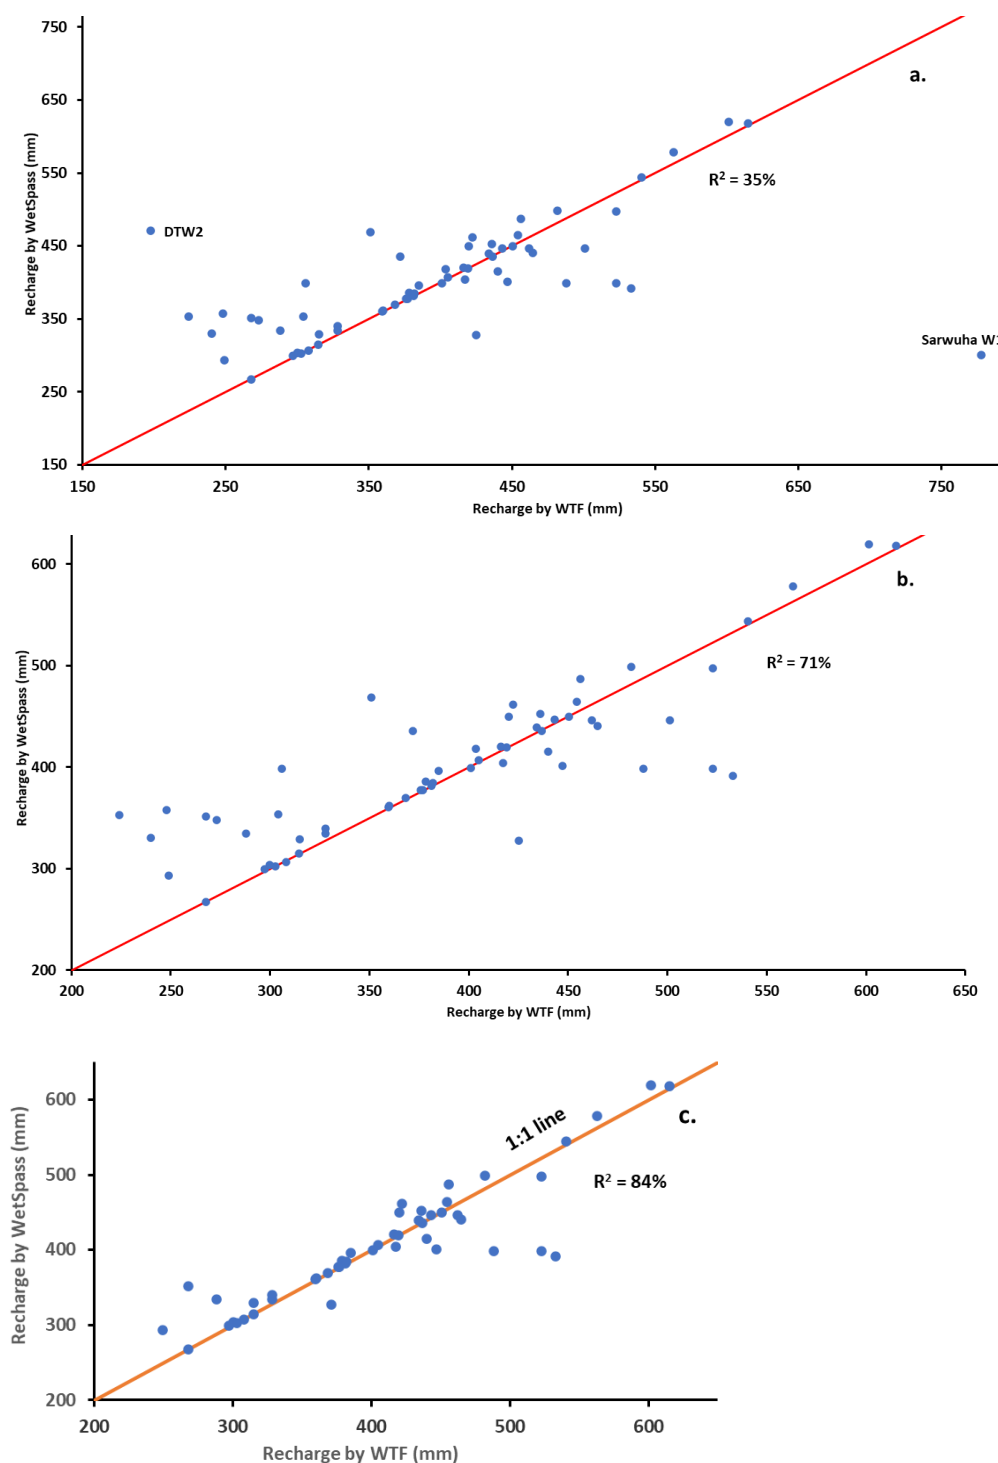 750
650
550
450
350
250
150
Recharge by WetSpass (mm)
a.
R² = 35%
DTW2
Sarwuha W1
150 250 350 450 550 650 750
Recharge by WTF (mm)
600
500
400
300
200
Recharge by WetSpass (mm)
b.
R² = 71%
200 250 300 350 400 450 500 550 600 650
Recharge by WTF (mm)
600
500
400
300
200
Recharge by WetSpass (mm)
1:1 line
c.
R² = 84%
200 300 400 500 600
Recharge by WTF (mm)